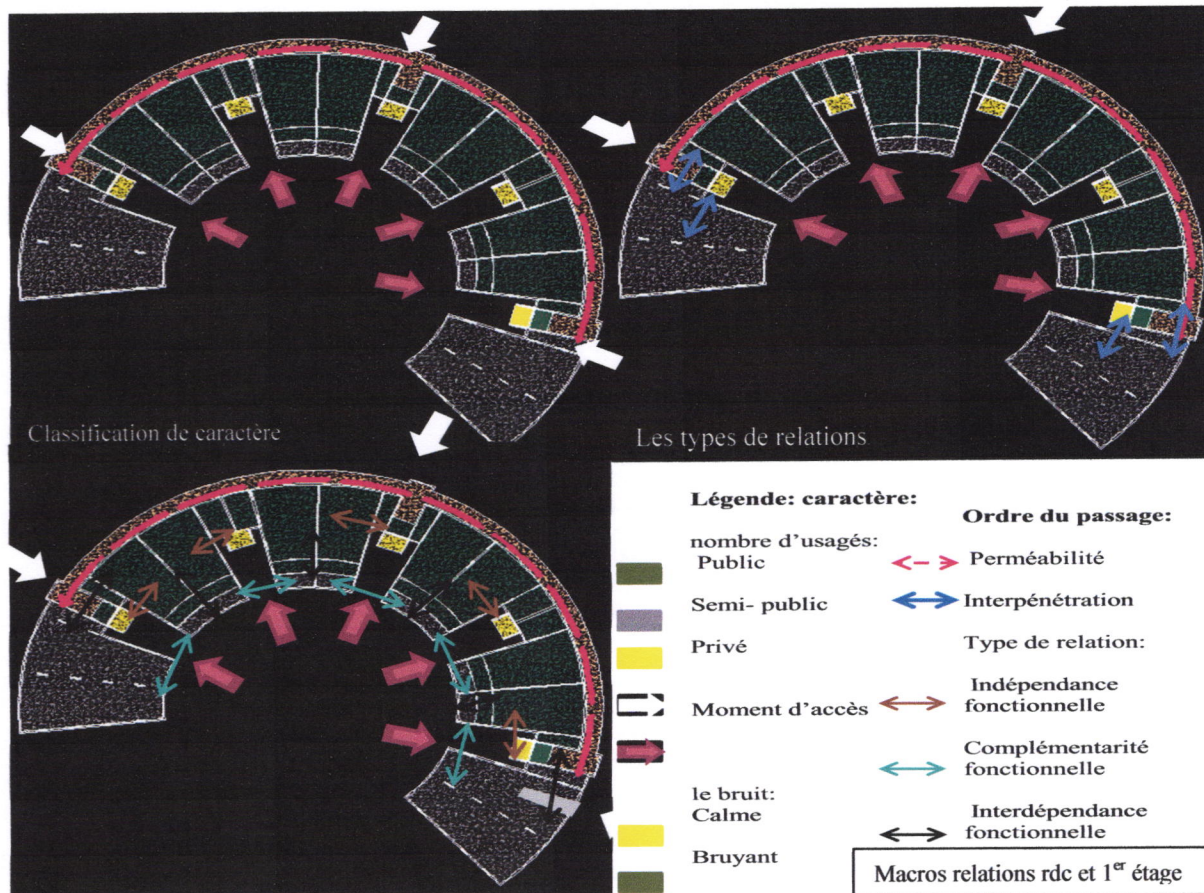 Classification de caractère
Les types de relations
Légende: caractère:
nombre d'usagés:
Public
Semi- public
Privé
Moment d'accès
le bruit:
Calme
Bruyant
Ordre du passage:
Perméabilité
Interpénétration
Type de relation:
Indépendance
fonctionnelle
Complémentarité
fonctionnelle
Interdépendance
fonctionnelle
Macros relations rdc et 1er étage